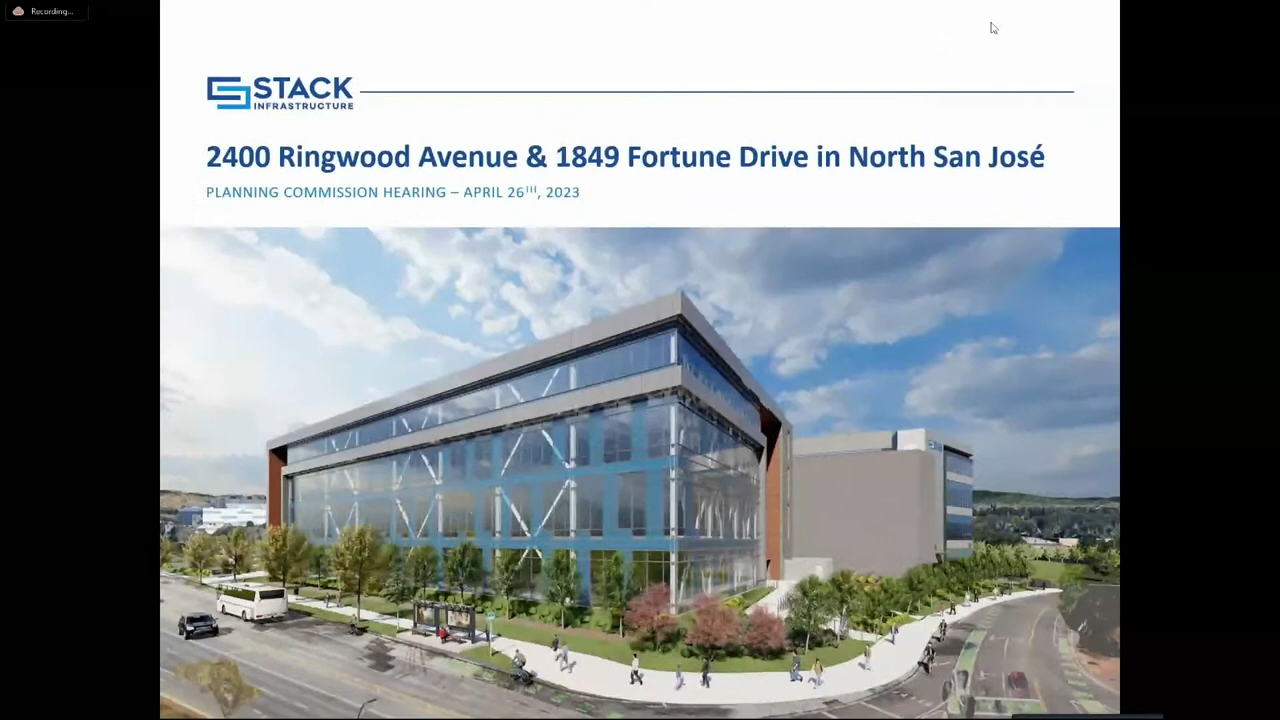 Recording...
STACK
INFRASTRUCTURE
2400 Ringwood Avenue & 1849 Fortune Drive in North San José
PLANNING COMMISSION HEARING – APRIL 26TH, 2023